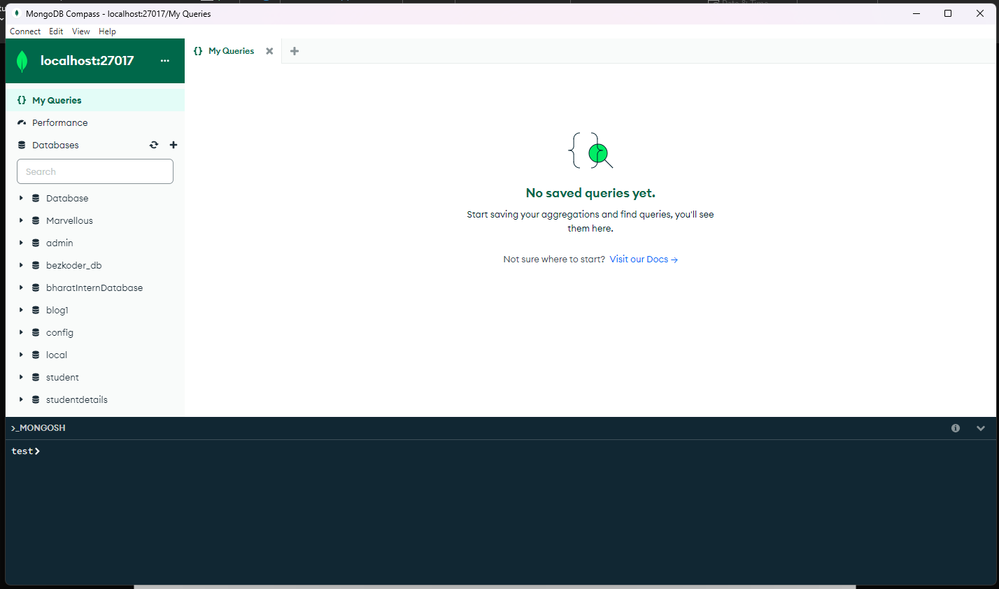 MongoDB Compass - localhost:27017/My Queries
Connect Edit View Help
localhost:27017 ...
{} My Queries
Performance
Databases
Search
Database
Marvellous
admin
bezkoder_db
bharatInternDatabase
blog1
config
local
student
studentdetails
{} My Queries
No saved queries yet.
Start saving your aggregations and find queries, you'll see
them here.
Not sure where to start? Visit our Docs →
>_MONGOSH
test>